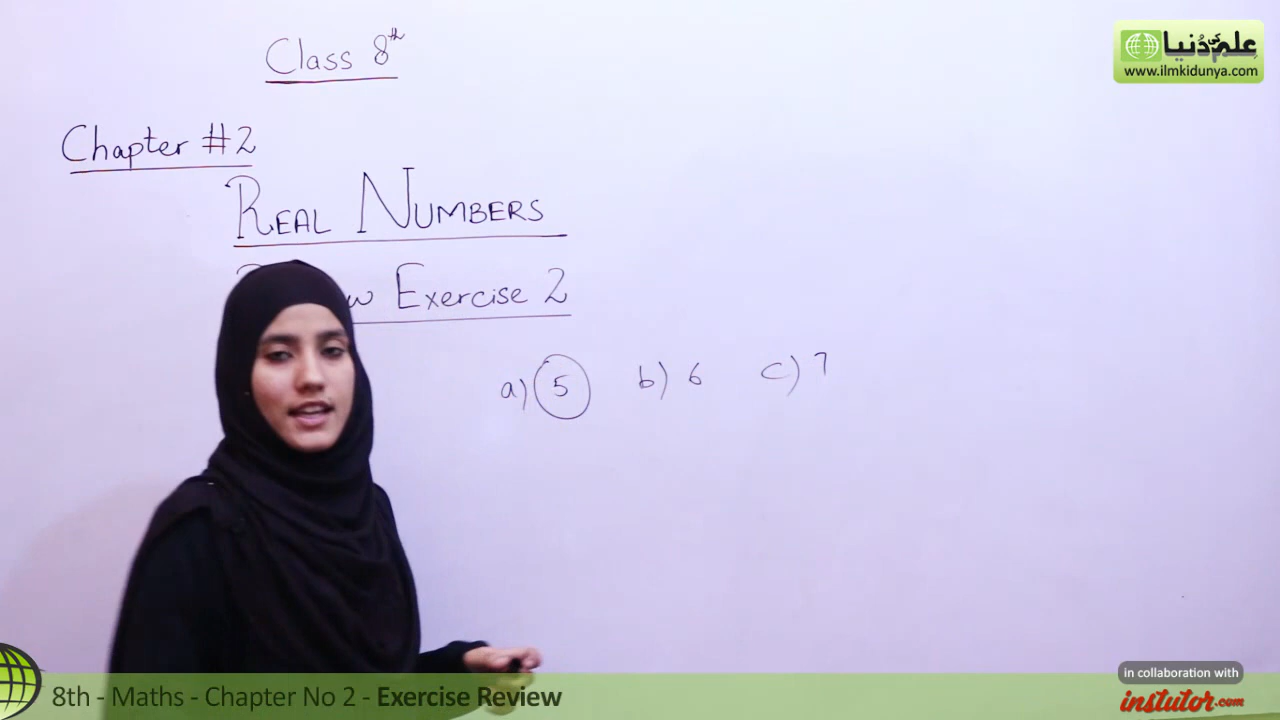 Class 8th
Chapter #2
REAL NUMBERS
Exercise 2
a) 5 b) 6 c) 7
علم کی دُنیا
www.ilmkidunya.com
in collaboration with
instutor.com
8th - Maths - Chapter No 2 - Exercise Review